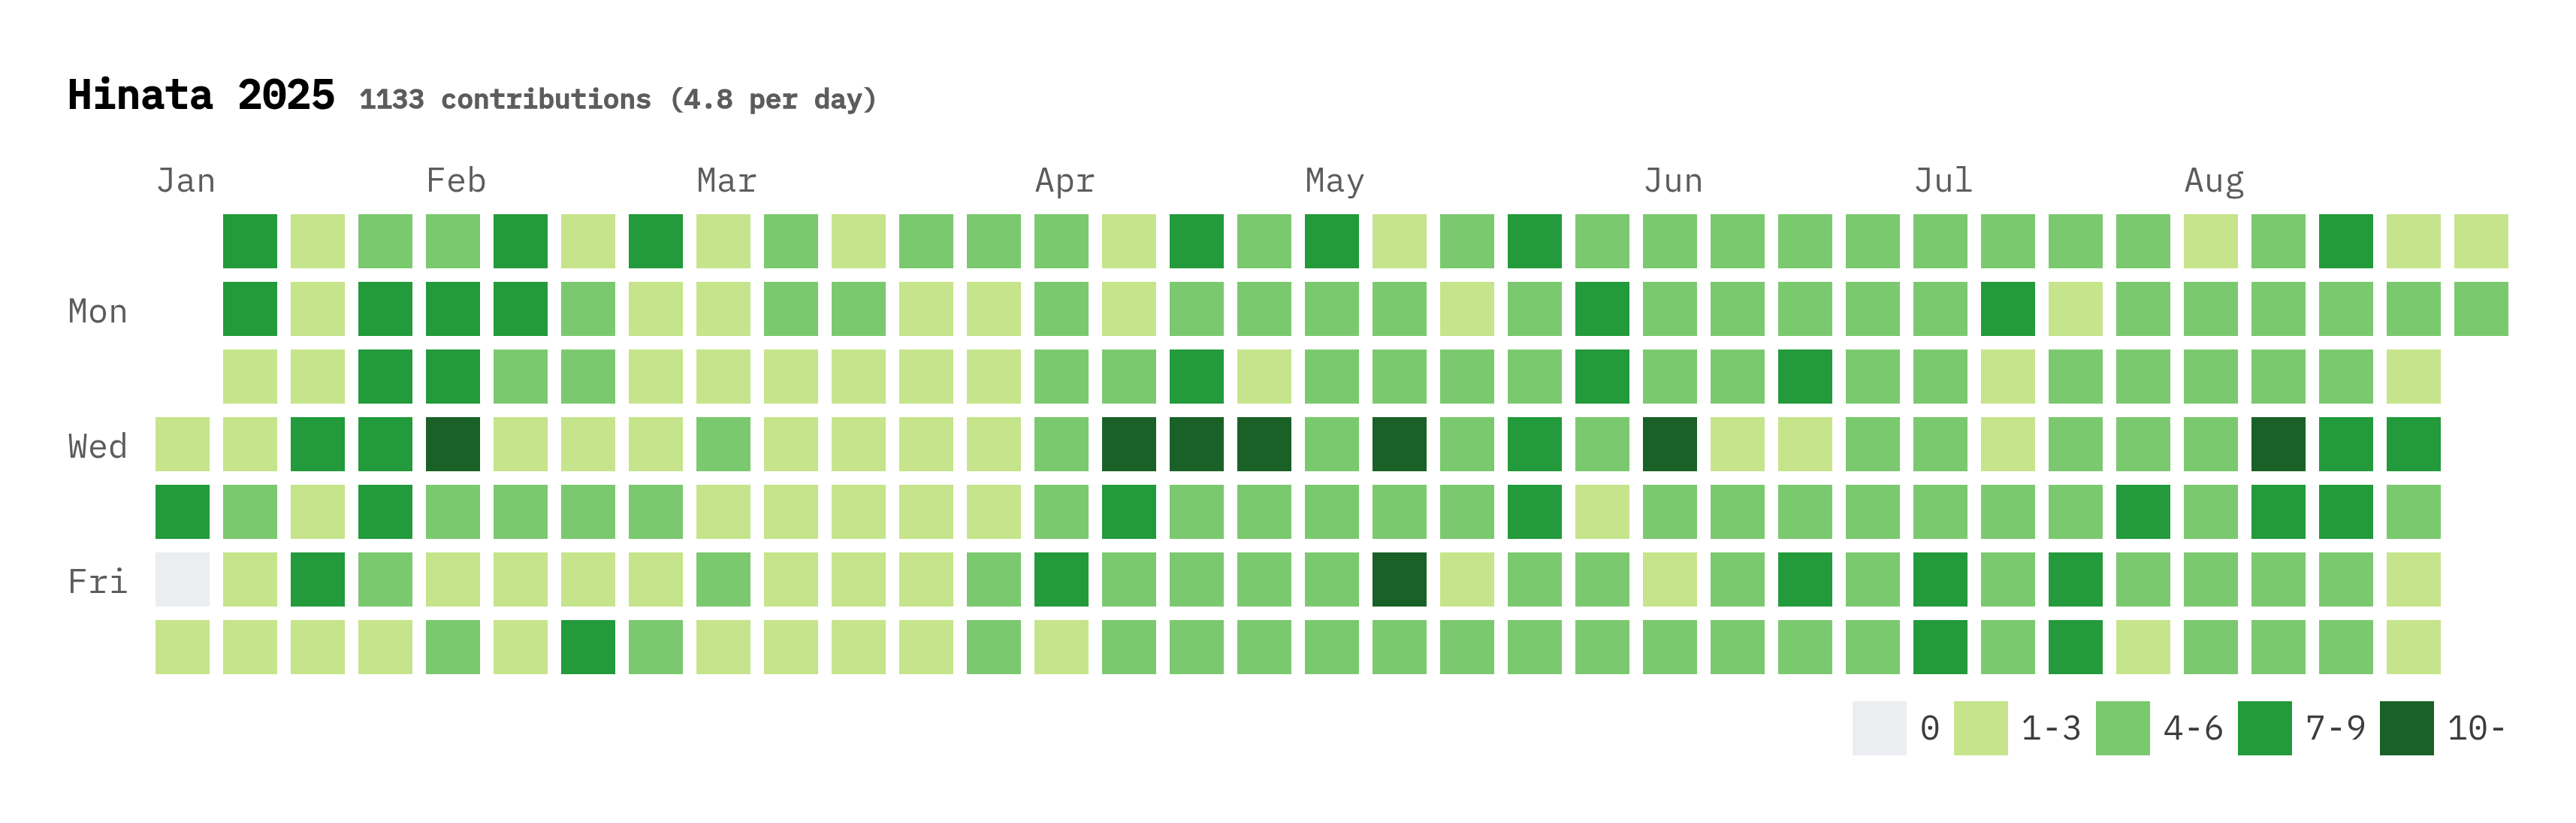 Hinata 2025 1133 contributions (4.8 per day)
Jan Feb Mar Apr May Jun Jul Aug
Mon
Wed
Fri
0 1-3 4-6 7-9 10-